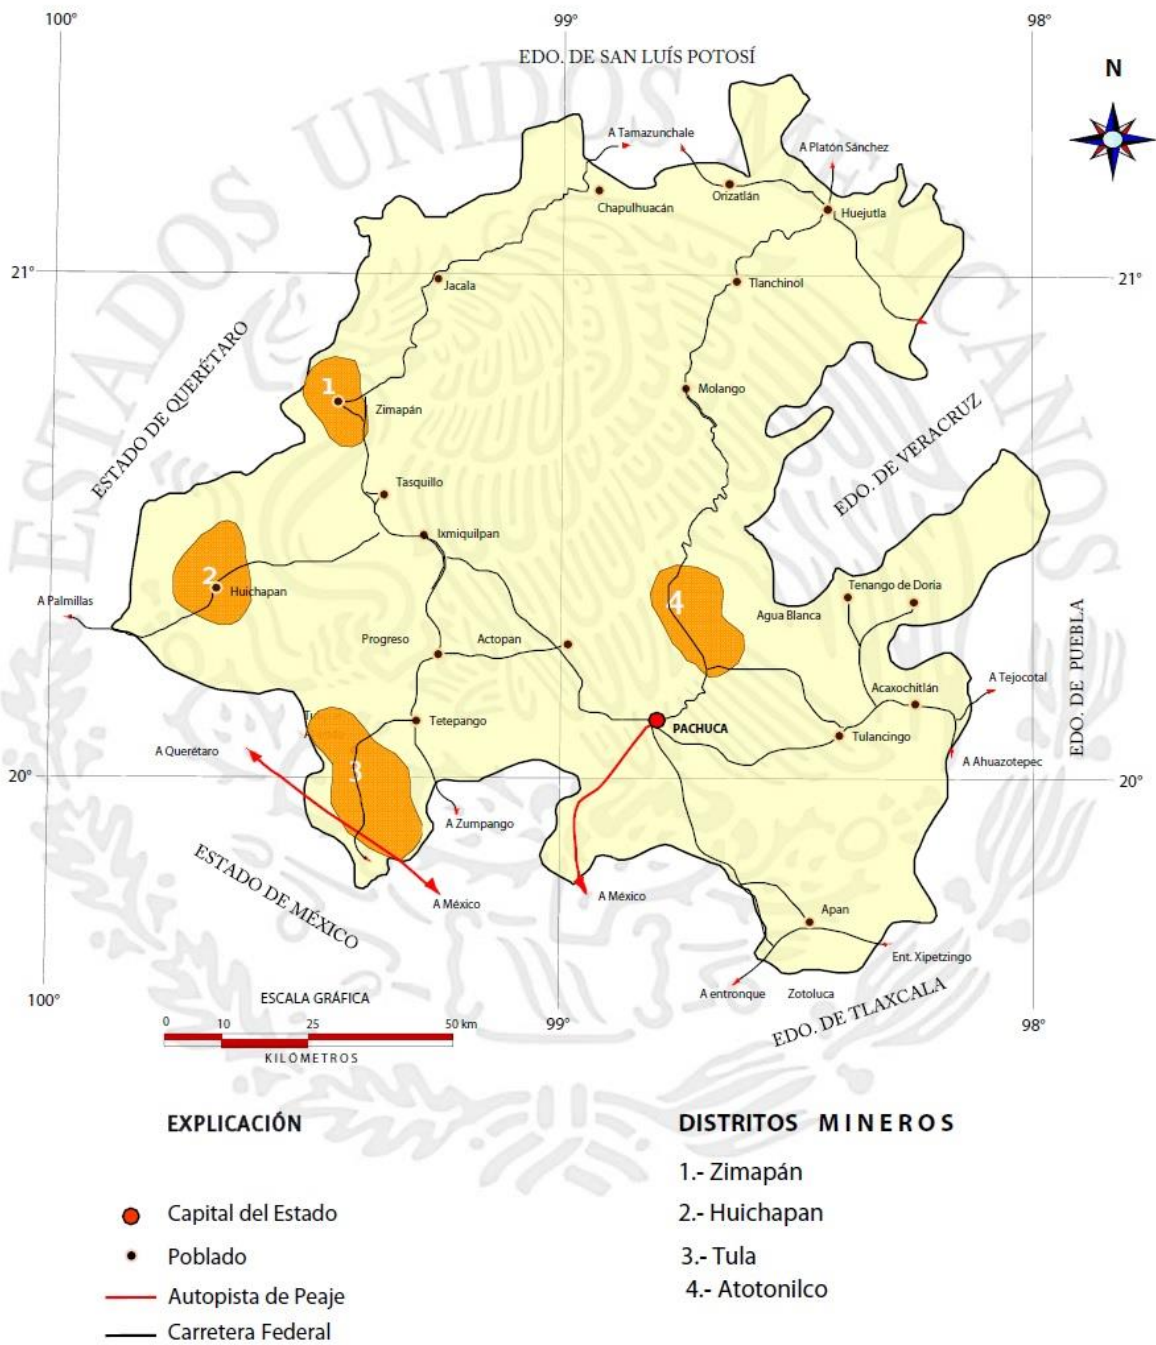 100°
99°
98°
EDO. DE SAN LUÍS POTOSÍ
N
A Tamazunchale
A Platón Sánchez
Orizatlán
Chapulhuacán
Huejutla
21°
21°
Jacala
Tlanchinol
ESTADO DE QUERÉTARO
1
Zimapán
Molango
EDO. DE VERACRUZ
Tasquillo
Ixmiquilpan
2
Huichapan
A Palmillas
4
Tenango de Doria
Agua Blanca
Progreso
Actopan
EDO. DE PUEBLA
A Tejocotal
Acaxochitlán
Tetepango
PACHUCA
Tulancingo
A Querétaro
3
A Ahuazotepec
20°
20°
A Zumpango
ESTADO DE MÉXICO
A México
A México
Apan
Ent. Xipetzingo
A entronque
Zotoluca
EDO. DE TLAXCALA
100°
99°
98°
ESCALA GRÁFICA
0 10 25 50 km
KILÓMETROS
ESTADOS UNIDOS MEXICANOS
EXPLICACIÓN
Capital del Estado
Poblado
Autopista de Peaje
Carretera Federal
DISTRITOS MINEROS
1.- Zimapán
2.- Huichapan
3.- Tula
4.- Atotonilco